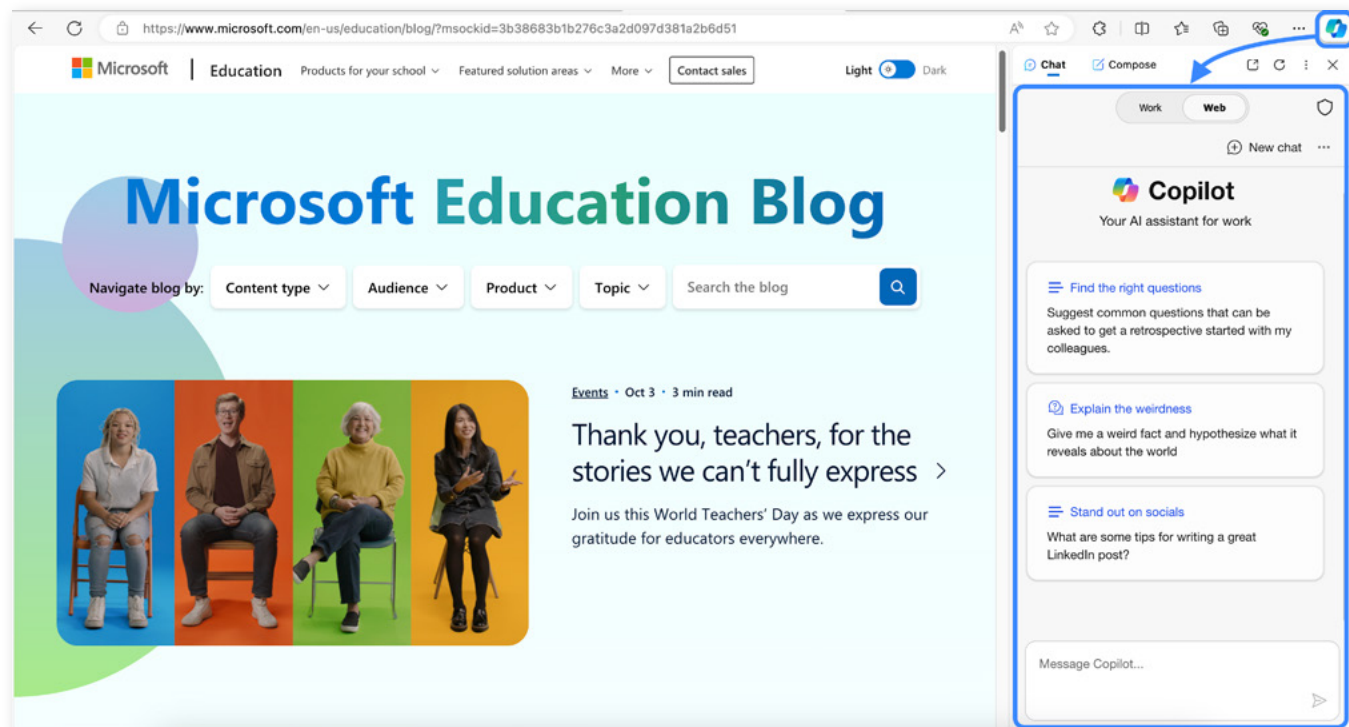 https://www.microsoft.com/en-us/education/blog/?msockid=3b38683b1b276c3a2d097d381a2b6d51
Microsoft
Education
Products for your school
Featured solution areas
More
Contact sales
Light
Dark
Microsoft Education Blog
Navigate blog by:
Content type
Audience
Product
Topic
Search the blog
Events • Oct 3 • 3 min read
Thank you, teachers, for the
stories we can't fully express
Join us this World Teachers' Day as we express our
gratitude for educators everywhere.
Chat
Compose
Work
Web
New chat
Copilot
Your AI assistant for work
Find the right questions
Suggest common questions that can be
asked to get a retrospective started with my
colleagues.
Explain the weirdness
Give me a weird fact and hypothesize what it
reveals about the world
Stand out on socials
What are some tips for writing a great
LinkedIn post?
Message Copilot...